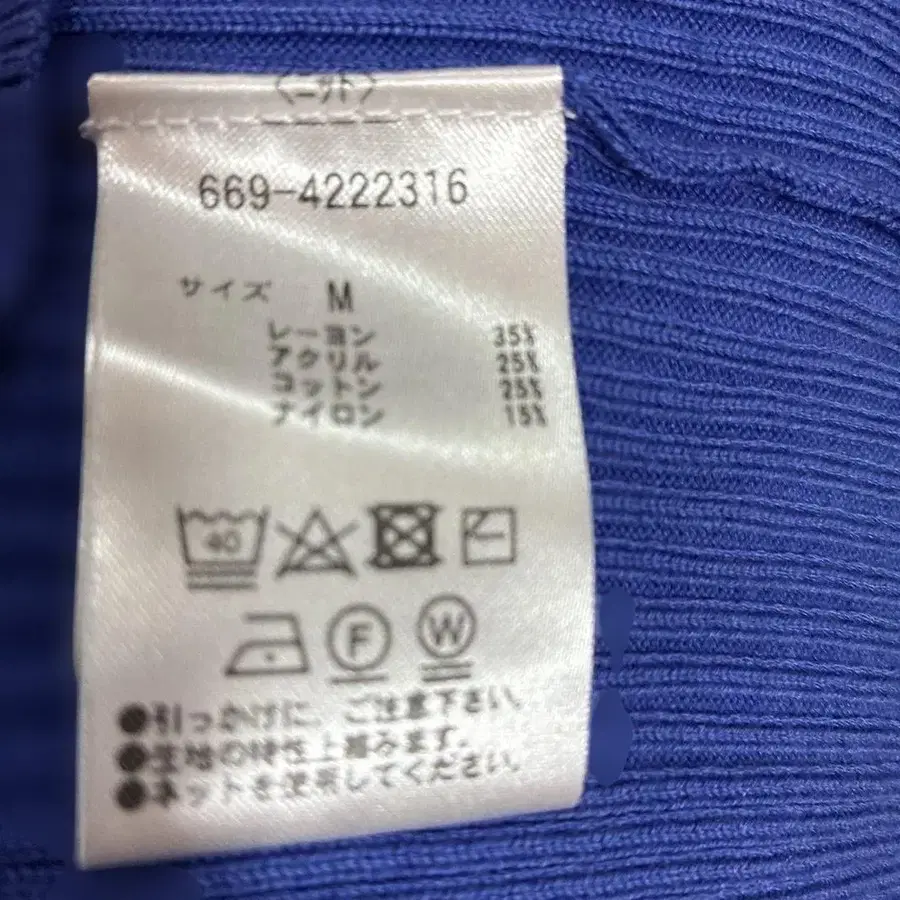 〈ニット〉
669-4222316
サイズ M
レーヨン 35%
アクリル 25%
コットン 25%
ナイロン 15%
40
F W
●引っかけに、ご注意下さい。
●生地の特性上縮みます。
●ネットを使用してください。